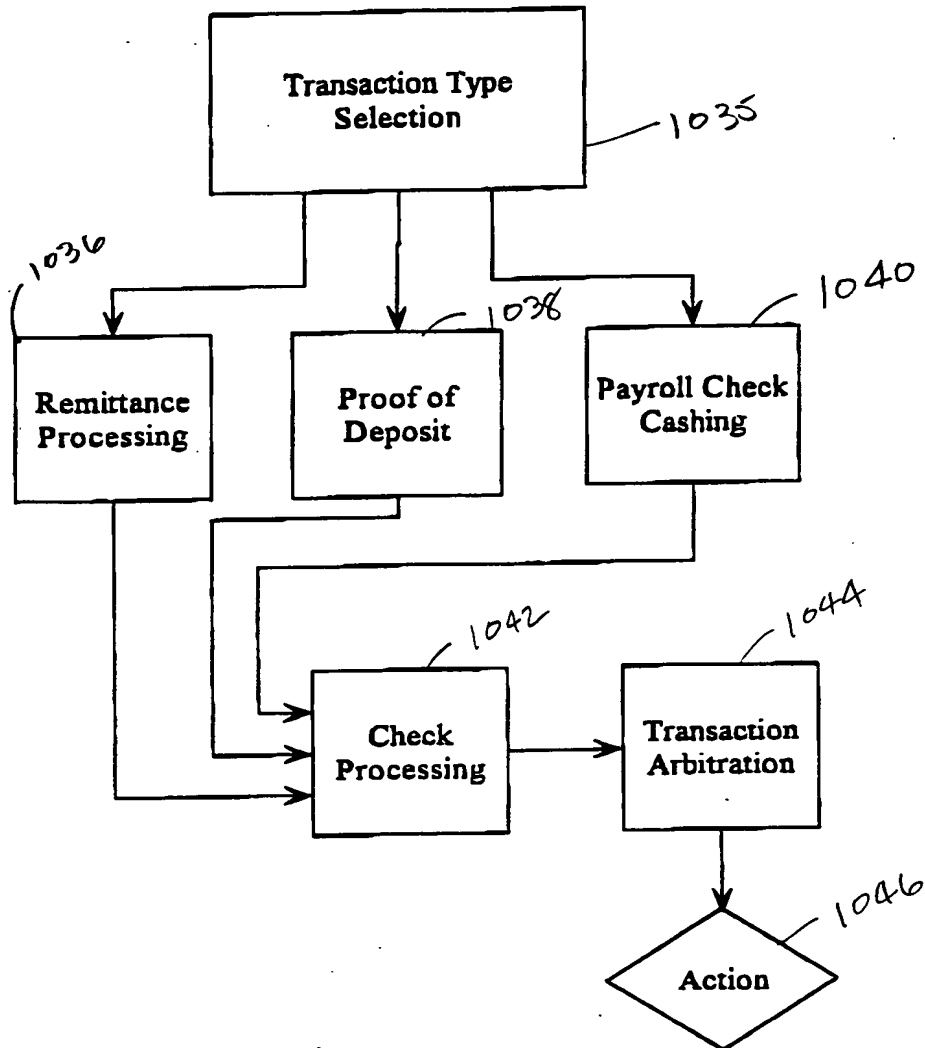 Transaction Type
Selection
1035
1036
1038
1040
Remittance
Processing
Proof of
Deposit
Payroll Check
Cashing
1042
1044
Check
Processing
Transaction
Arbitration
1046
Action